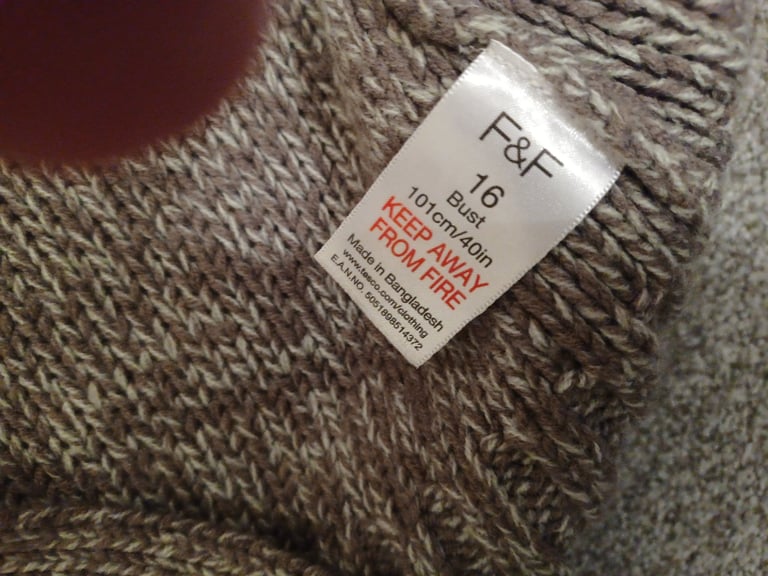 F&F
16
Bust
101cm/40in
KEEP AWAY
FROM FIRE
Made in Bangladesh
www.tesco.com/clothing
E.A.N.NO. 5051898514372